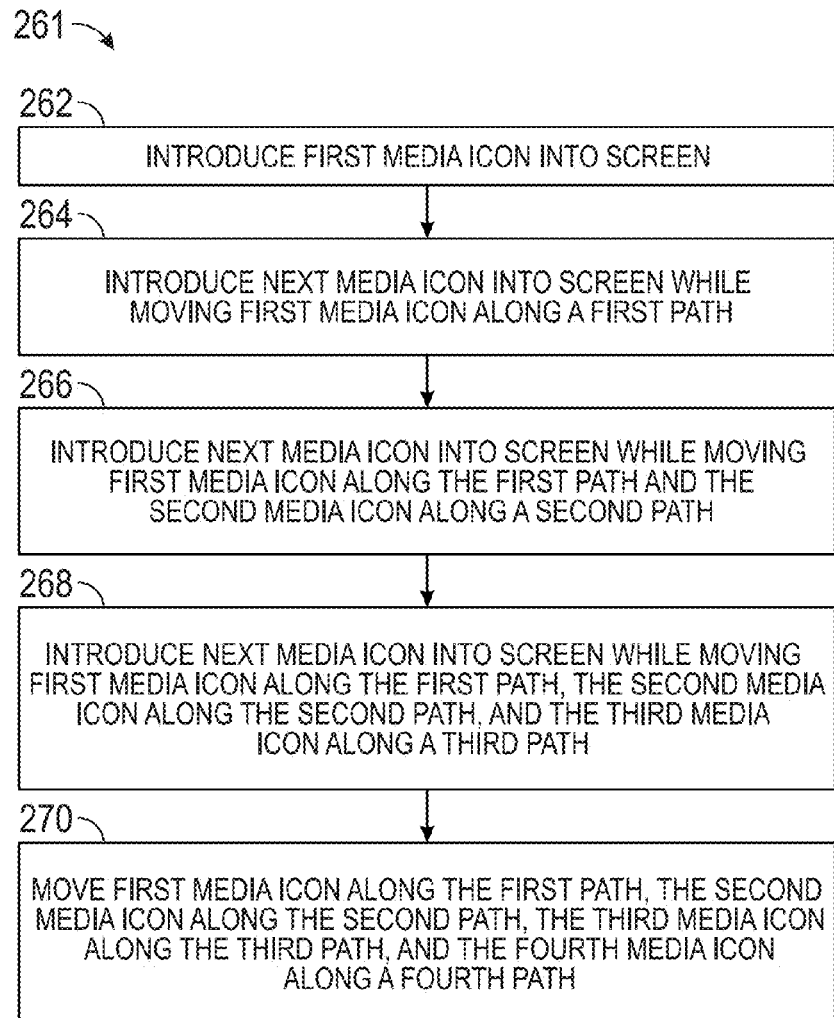 261
262
INTRODUCE FIRST MEDIA ICON INTO SCREEN
264
INTRODUCE NEXT MEDIA ICON INTO SCREEN WHILE
MOVING FIRST MEDIA ICON ALONG A FIRST PATH
266
INTRODUCE NEXT MEDIA ICON INTO SCREEN WHILE MOVING
FIRST MEDIA ICON ALONG THE FIRST PATH AND THE
SECOND MEDIA ICON ALONG A SECOND PATH
268
INTRODUCE NEXT MEDIA ICON INTO SCREEN WHILE MOVING
FIRST MEDIA ICON ALONG THE FIRST PATH, THE SECOND MEDIA
ICON ALONG THE SECOND PATH, AND THE THIRD MEDIA
ICON ALONG A THIRD PATH
270
MOVE FIRST MEDIA ICON ALONG THE FIRST PATH, THE SECOND
MEDIA ICON ALONG THE SECOND PATH, THE THIRD MEDIA ICON
ALONG THE THIRD PATH, AND THE FOURTH MEDIA ICON
ALONG A FOURTH PATH